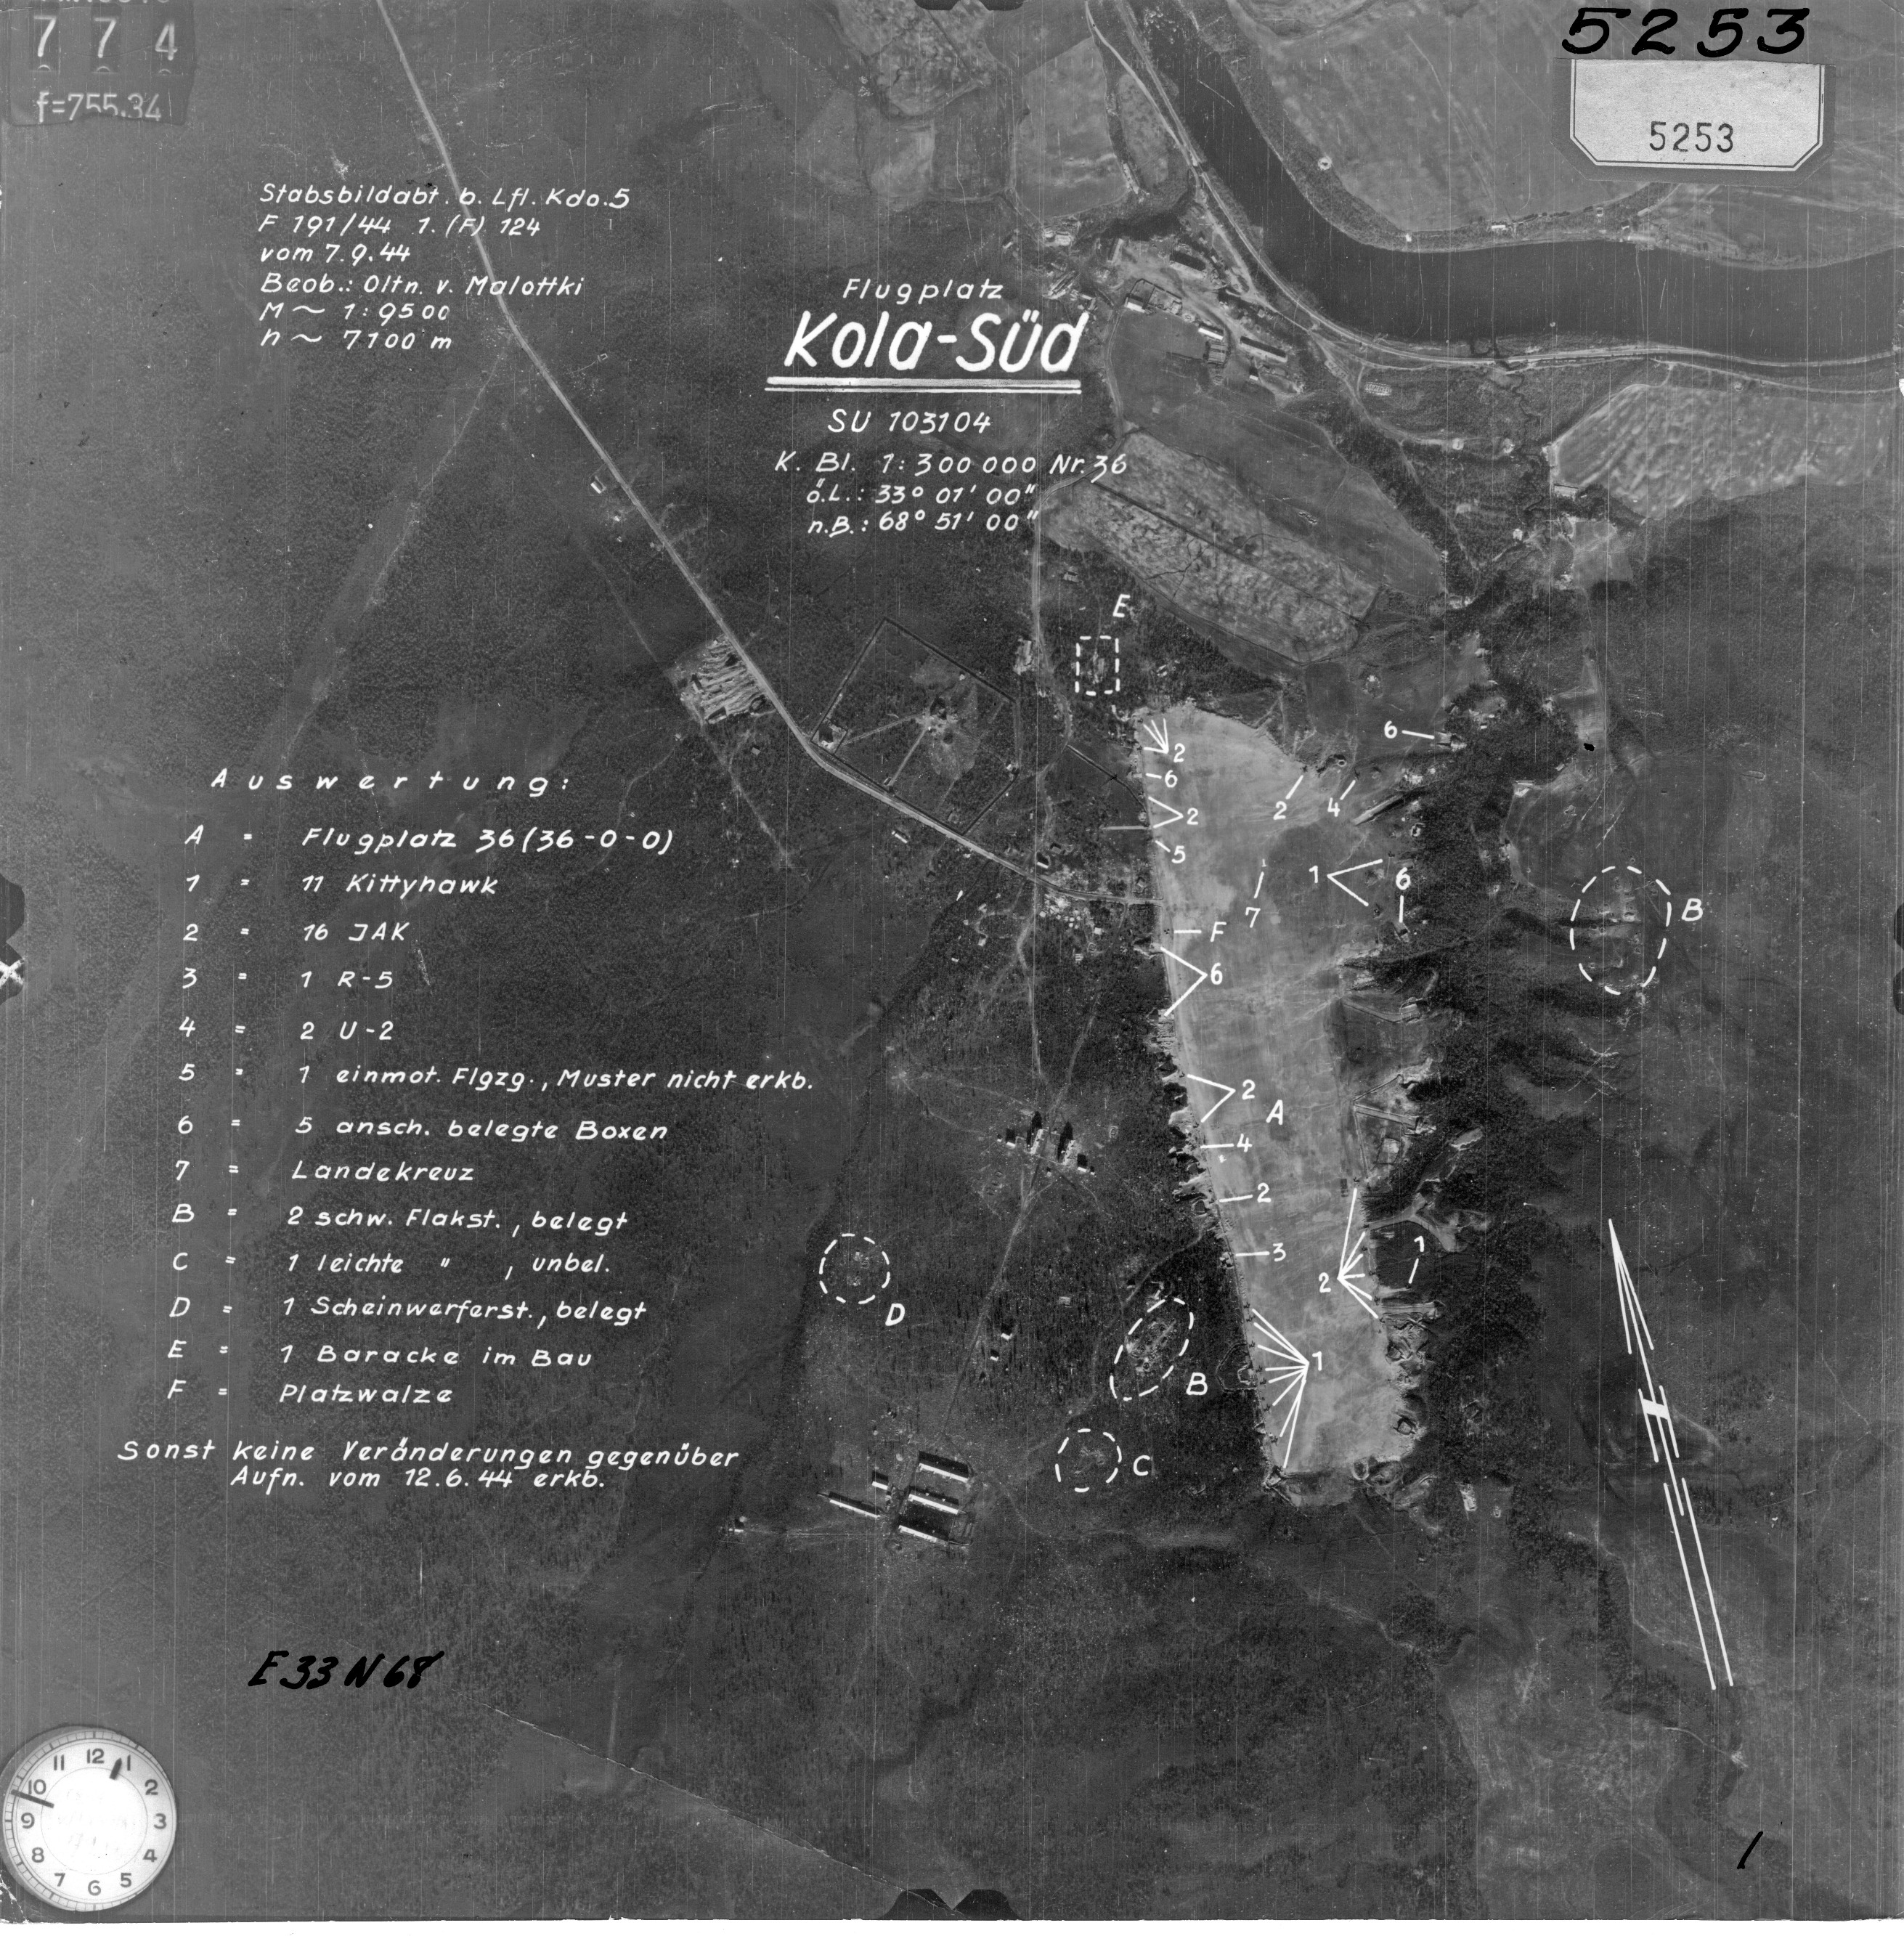 774
f=755.34
5253
5253
Stabsbildabt. b. Lfl. Kdo. 5
F 191/44 1. (F) 124
vom 7.9.44
Beob.: Oltn. v. Malottki
M ~ 1:9500
h ~ 7100 m
Flugplatz
Kola-Süd
SU 103104
K. Bl. 1:300 000 Nr. 36
ö.L.: 33° 01' 00"
n.B.: 68° 51' 00"
Auswertung:
A = Flugplatz 36 (36-0-0)
1 = 11 Kittyhawk
2 = 16 JAK
3 = 1 R-5
4 = 2 U-2
5 = 1 einmot. Flgzg., Muster nicht erkb.
6 = 5 ansch. belegte Boxen
7 = Landekreuz
B = 2 schw. Flakst., belegt
C = 1 leichte " , unbel.
D = 1 Scheinwerferst., belegt
E = 1 Baracke im Bau
F = Platzwalze
Sonst keine Veränderungen gegenüber
Aufn. vom 12.6.44 erkb.
E
2
6
2
5
6
2
4
1
6
7
F
6
B
2
A
4
2
3
2
1
1
D
B
C
N
E 33 N 68
12
1
2
3
4
5
6
7
8
9
10
11
1